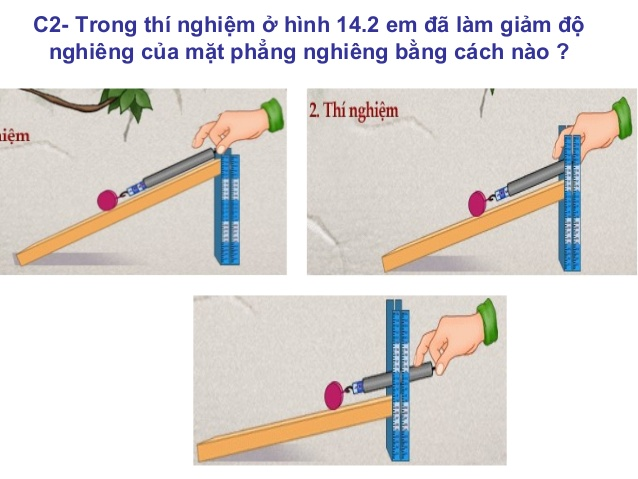 C2- Trong thí nghiệm ở hình 14.2 em đã làm giảm độ
nghiêng của mặt phẳng nghiêng bằng cách nào ?
iệm
2. Thí nghiệm